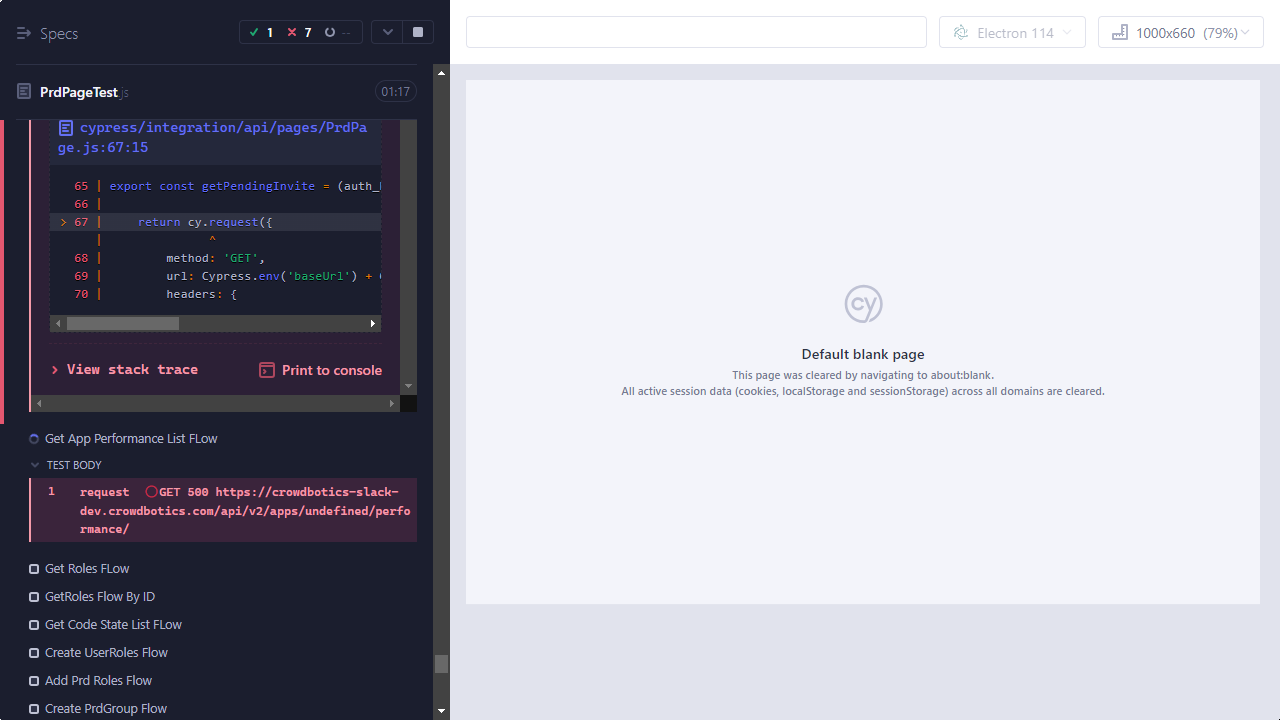 Specs
1 7 --
Electron 114
1000x660 (79%)
PrdPageTest.js
01:17
cypress/integration/api/pages/PrdPa
ge.js:67:15
65 | export const getPendingInvite = (auth_
66 |
> 67 | return cy.request({
| ^
68 | method: 'GET',
69 | url: Cypress.env('baseUrl') +
70 | headers: {
View stack trace
Print to console
Get App Performance List FLow
TEST BODY
1 request GET 500 https://crowdbotics-slack-
dev.crowdbotics.com/api/v2/apps/undefined/perfo
rmance/
Get Roles FLow
GetRoles Flow By ID
Get Code State List FLow
Create UserRoles Flow
Add Prd Roles Flow
Create PrdGroup Flow
cy
Default blank page
This page was cleared by navigating to about:blank.
All active session data (cookies, localStorage and sessionStorage) across all domains are cleared.